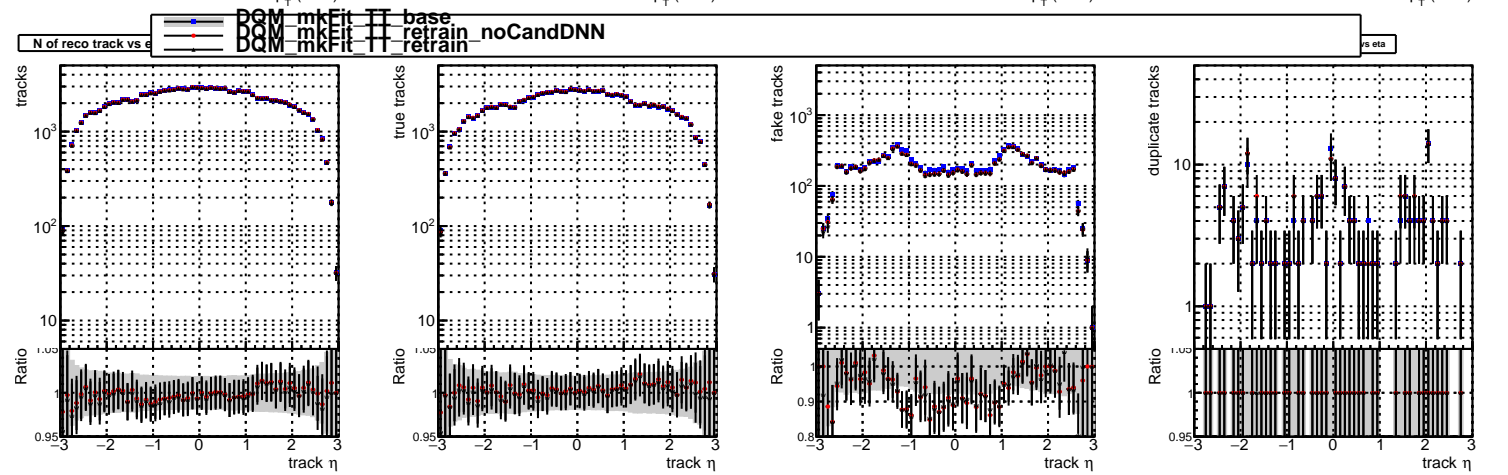 DQM_mkFit_TT_base
DQM_mkFit_TT_retrain_noCandDNN
DQM_mkFit_TT_retrain
N of reco track vs e
vs eta
tracks
10³
10²
10
Ratio
1.05
1
0.95
−3 −2 −1 0 1 2 3
track η
true tracks
10³
10²
10
Ratio
1.05
1
0.95
−3 −2 −1 0 1 2 3
track η
fake tracks
10³
10²
10
1
Ratio
1
0.9
0.8
−3 −2 −1 0 1 2 3
track η
duplicate tracks
10
1
Ratio
1.05
1
0.95
−3 −2 −1 0 1 2 3
track η